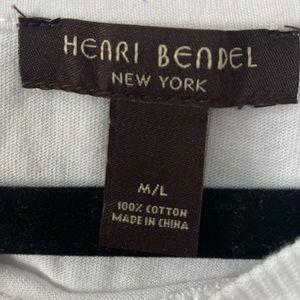 HENRI BENDEL
NEW YORK
M/L
100% COTTON
MADE IN CHINA